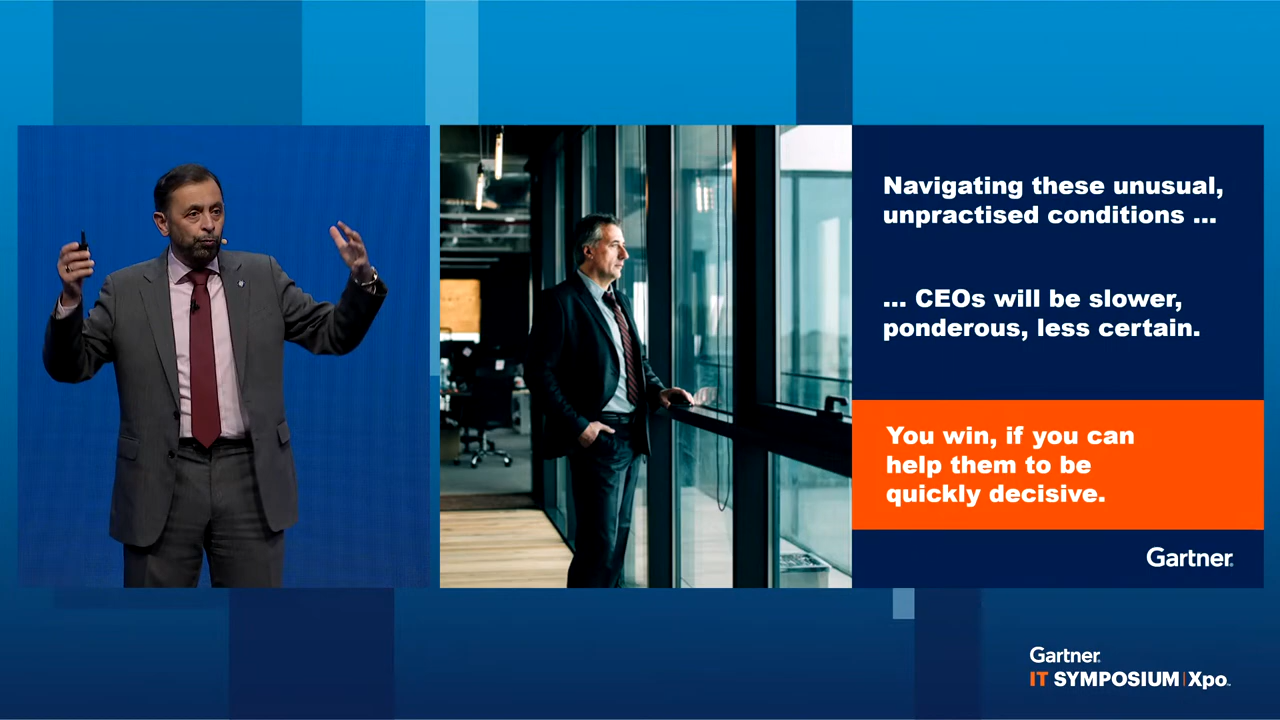 Navigating these unusual,
unpractised conditions ...
... CEOs will be slower,
ponderous, less certain.
You win, if you can
help them to be
quickly decisive.
Gartner®
Gartner®
IT SYMPOSIUM | Xpo™